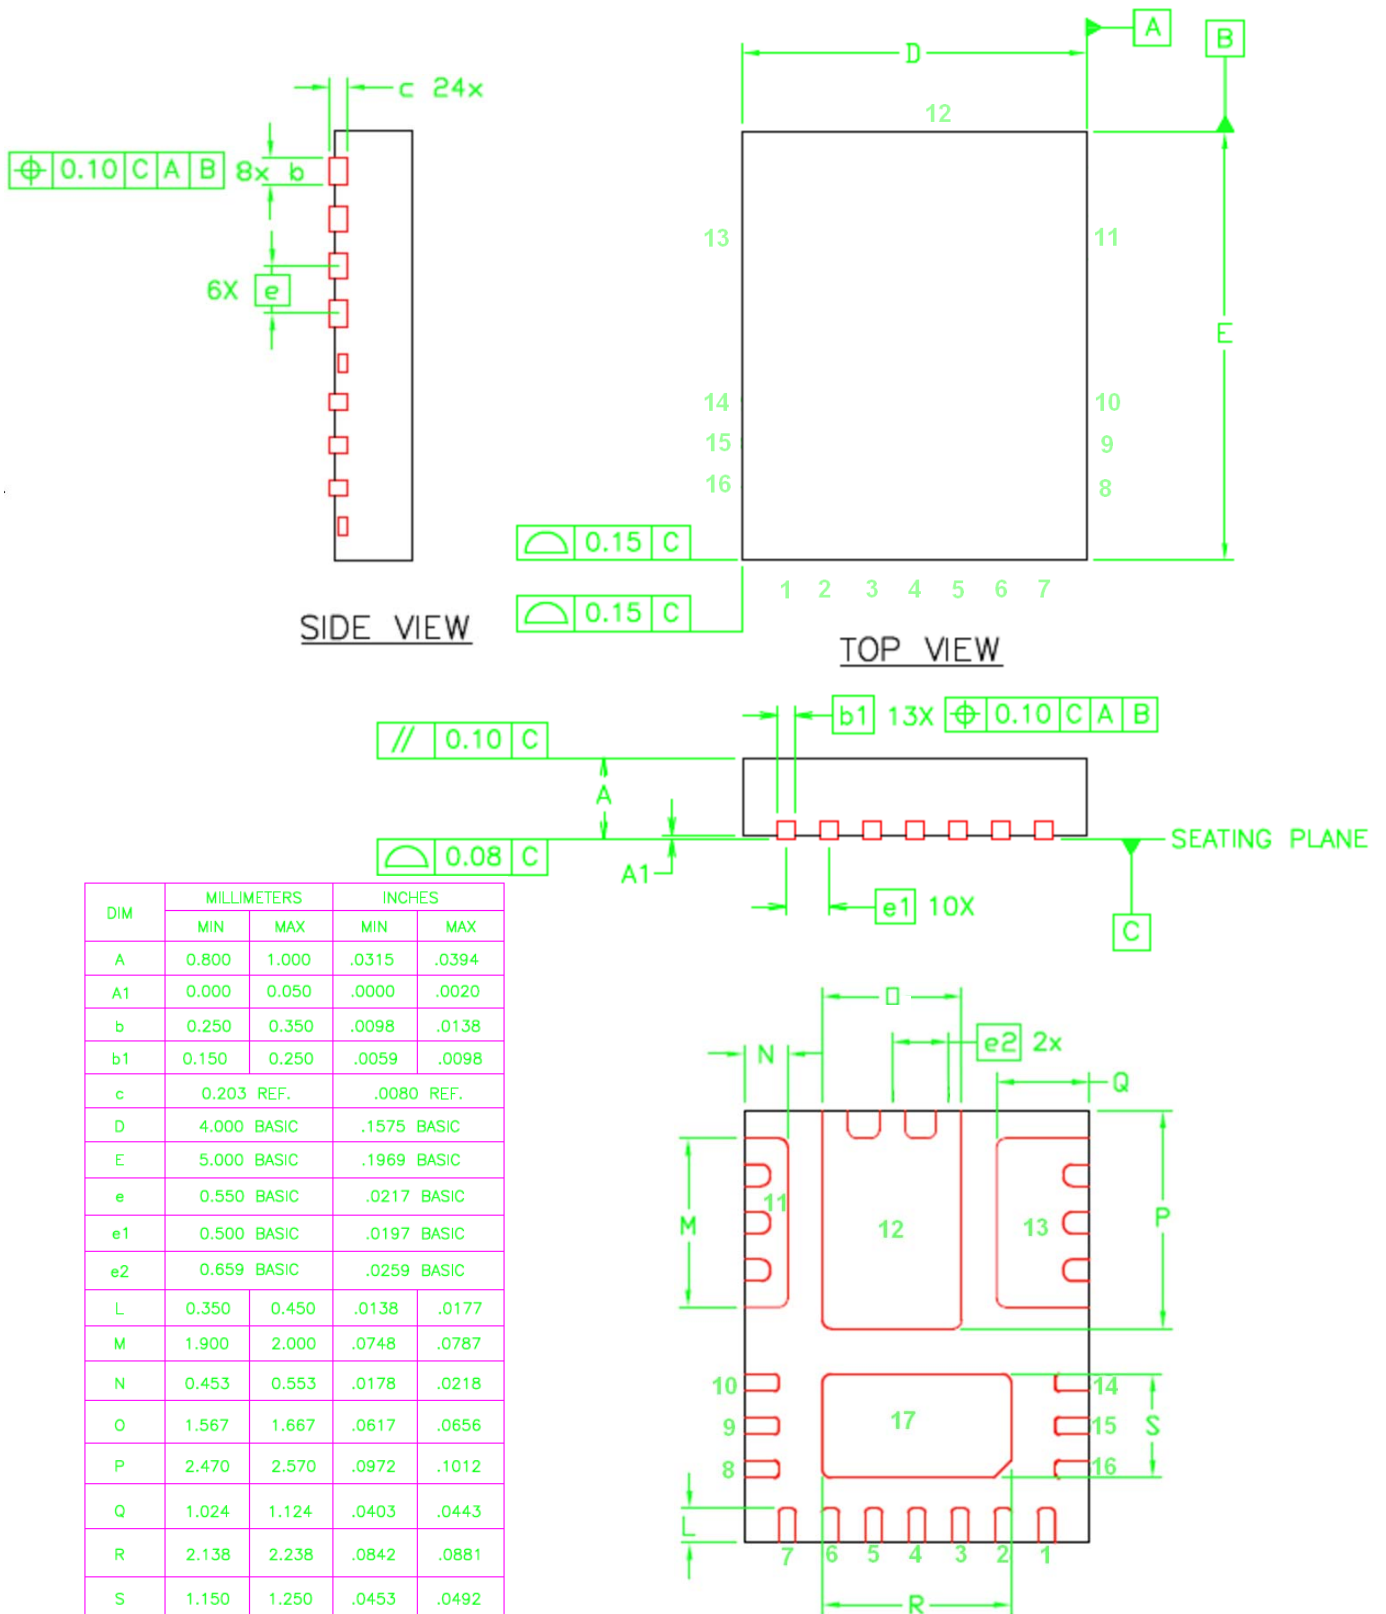 A
D
B
c 24x
12
0.10 C A B 8x b
13
11
6X e
E
14
10
15
9
16
8
0.15 C
1 2 3 4 5 6 7
0.15 C
SIDE VIEW
TOP VIEW
b1 13X 0.10 C A B
0.10 C
A
SEATING PLANE
0.08 C
A1
e1 10X
C
DIM MILLIMETERS INCHES
MIN MAX MIN MAX
A 0.800 1.000 .0315 .0394
A1 0.000 0.050 .0000 .0020
b 0.250 0.350 .0098 .0138
b1 0.150 0.250 .0059 .0098
c 0.203 REF. .0080 REF.
D 4.000 BASIC .1575 BASIC
E 5.000 BASIC .1969 BASIC
e 0.550 BASIC .0217 BASIC
e1 0.500 BASIC .0197 BASIC
e2 0.659 BASIC .0259 BASIC
L 0.350 0.450 .0138 .0177
M 1.900 2.000 .0748 .0787
N 0.453 0.553 .0178 .0218
O 1.567 1.667 .0617 .0656
P 2.470 2.570 .0972 .1012
Q 1.024 1.124 .0403 .0443
R 2.138 2.238 .0842 .0881
S 1.150 1.250 .0453 .0492
O
N
e2 2x
Q
11
M
12
13
P
10
14
9
17
15
S
8
16
L
7 6 5 4 3 2 1
R